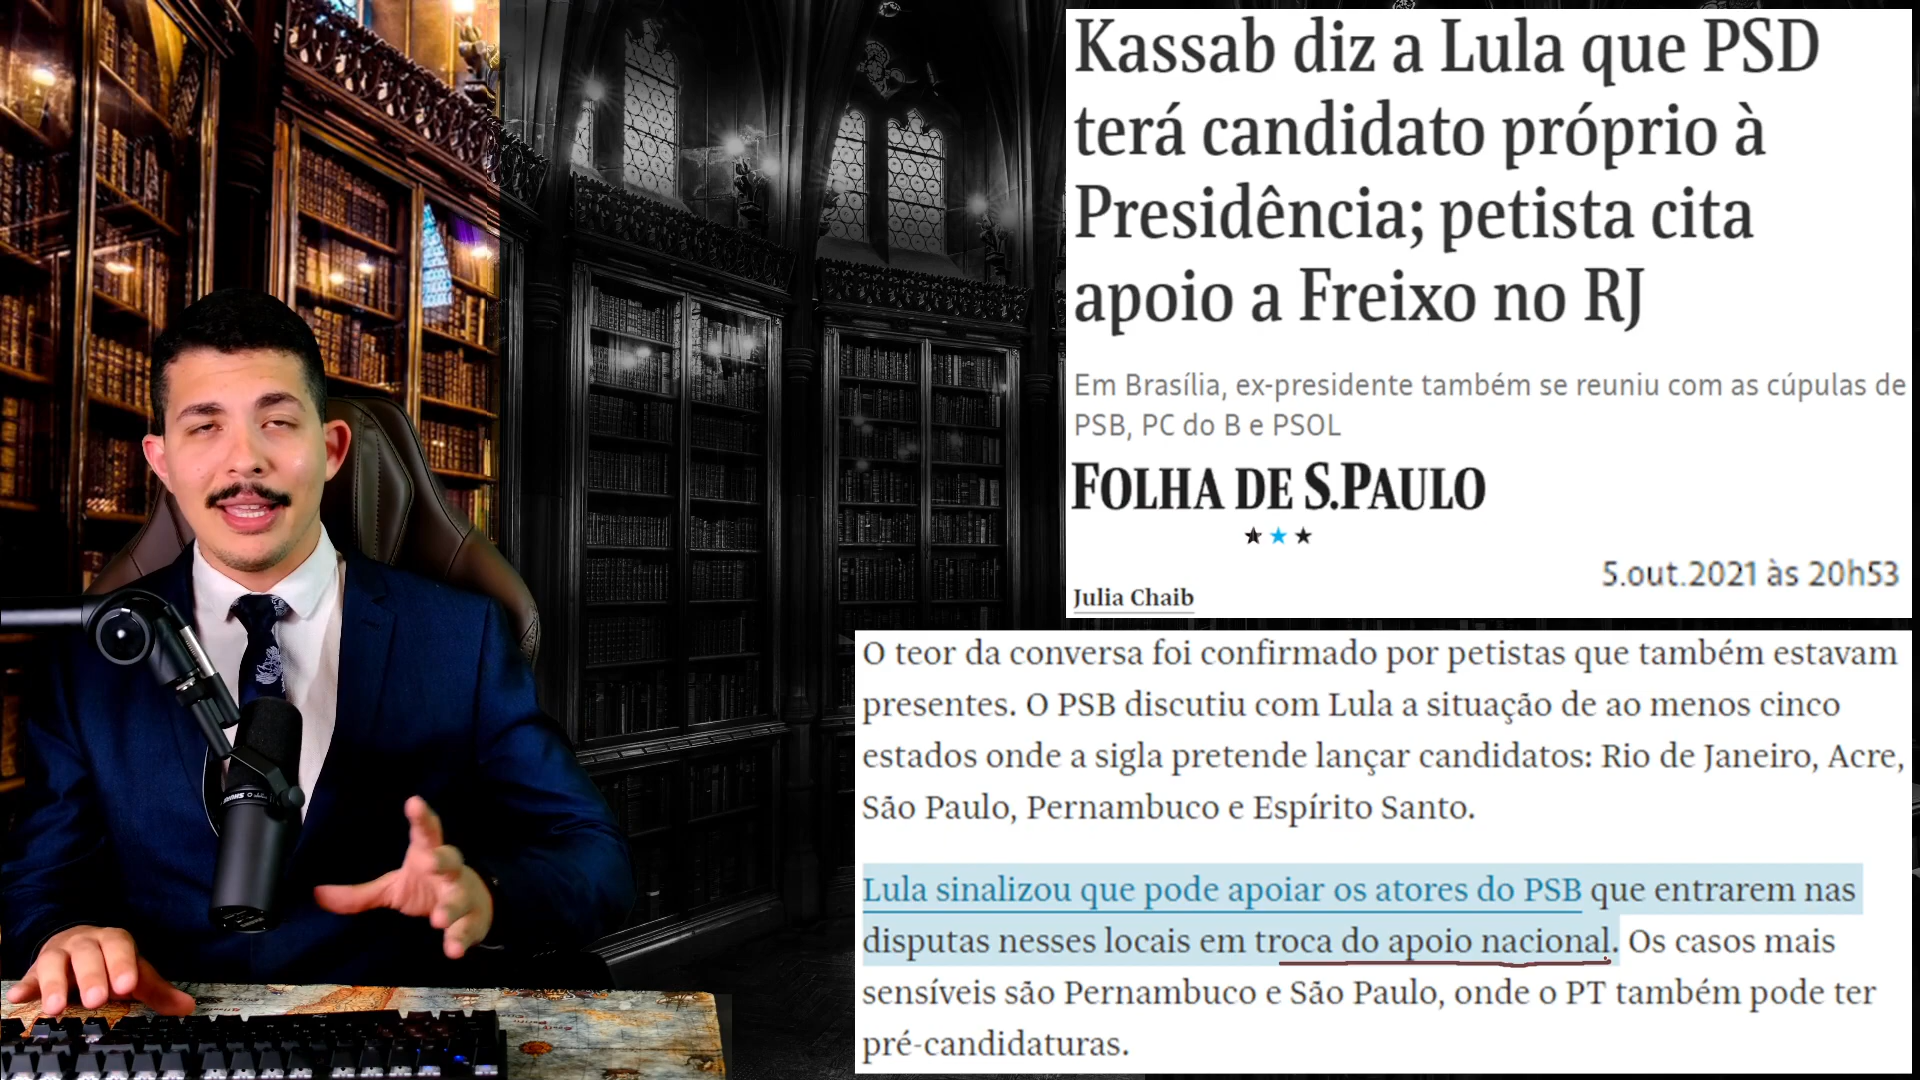 Kassab diz a Lula que PSD
terá candidato próprio à
Presidência; petista cita
apoio a Freixo no RJ
Em Brasília, ex-presidente também se reuniu com as cúpulas de
PSB, PC do B e PSOL
FOLHA DE S.PAULO
Julia Chaib
5.out.2021 às 20h53
O teor da conversa foi confirmado por petistas que também estavam
presentes. O PSB discutiu com Lula a situação de ao menos cinco
estados onde a sigla pretende lançar candidatos: Rio de Janeiro, Acre,
São Paulo, Pernambuco e Espírito Santo.
Lula sinalizou que pode apoiar os atores do PSB que entrarem nas
disputas nesses locais em troca do apoio nacional. Os casos mais
sensíveis são Pernambuco e São Paulo, onde o PT também pode ter
pré-candidaturas.
SHURE